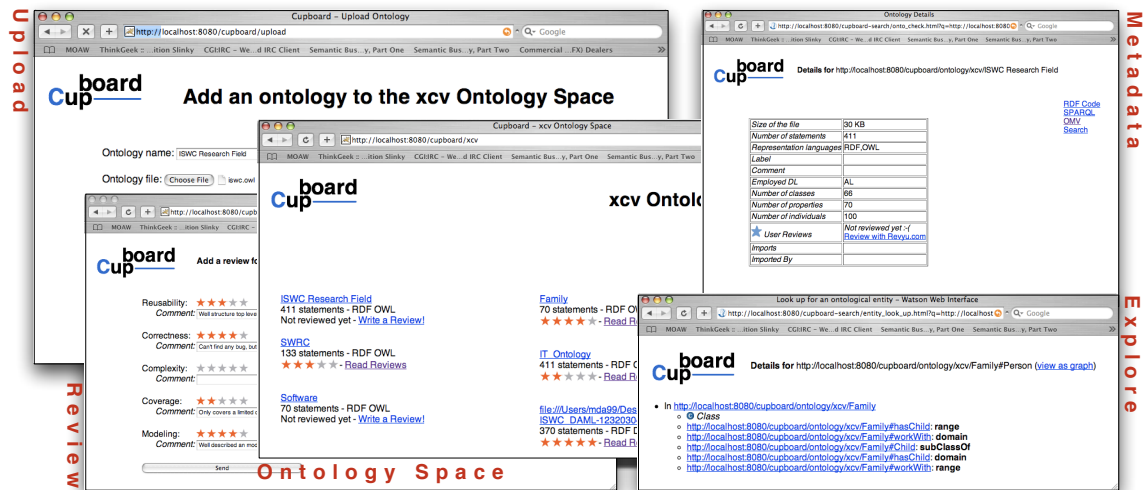 Upload
Cupboard – Upload Ontology
http://localhost:8080/cupboard/upload
Q- Google
MOAW ThinkGeek :: ...ition Slinky CGI:IRC – We...d IRC Client Semantic Bus...y, Part One Semantic Bus...y, Part Two Commercial ...FX) Dealers »
Cupboard
Add an ontology to the xcv Ontology Space
Ontology name: ISWC Research Field
Ontology file: Choose File iswc.owl
Review
http://localhost:8080/cupb
MOAW ThinkGeek :: ...ition Slinky CGI:IRC –
Cupboard
Add a review fo
Reusability:
Comment: Well structure top leve
Correctness:
Comment: Can't find any bug, but
Complexity:
Comment:
Coverage:
Comment: Only covers a limited
Modeling:
Comment: Well described an moc
Send
Ontology Space
Cupboard – xcv Ontology Space
http://localhost:8080/cupboard/xcv
MOAW ThinkGeek :: ...ition Slinky CGI:IRC – We...d IRC Client Semantic Bus...y, Part One Semantic Bus...y, Part Two
Cupboard
xcv Ontolo
ISWC Research Field
411 statements - RDF OWL
Not reviewed yet - Write a Review!
SWRC
133 statements - RDF OWL
- Read Reviews
Software
70 statements - RDF OWL
Not reviewed yet - Write a Review!
Family
70 statements - RDF OW
- Read R
IT_Ontology
411 statements - RDF O
- Read R
file:///Users/mda99/Des
ISWC_DAML-1232030
370 statements - RDF D
- Read R
Metadata
Ontology Details
http://localhost:8080/cupboard-search/onto_check.html?q=http://localhost:8080
Q- Google
MOAW ThinkGeek :: ...ition Slinky CGI:IRC – We...d IRC Client Semantic Bus...y, Part One Semantic Bus...y, Part Two Commercial ...FX) Dealers »
Cupboard
Details for http://localhost:8080/cupboard/ontology/xcv/ISWC Research Field
RDF Code
SPARQL
OMV
Search
Size of the file 30 KB
Number of statements 411
Representation languages RDF,OWL
Label
Comment
Employed DL AL
Number of classes 66
Number of properties 70
Number of individuals 100
User Reviews Not reviewed yet :-(
Review with Revyu.com
Imports
Imported By
Explore
Look up for an ontological entity – Watson Web Interface
http://localhost:8080/cupboard-search/entity_look_up.html?q=http://localhost
Q- Google
MOAW ThinkGeek :: ...ition Slinky CGI:IRC – We...d IRC Client Semantic Bus...y, Part One Semantic Bus...y, Part Two »
Cupboard
Details for http://localhost:8080/cupboard/ontology/xcv/Family#Person (view as graph)
• In http://localhost:8080/cupboard/ontology/xcv/Family
C Class
http://localhost:8080/cupboard/ontology/xcv/Family#hasChild: range
http://localhost:8080/cupboard/ontology/xcv/Family#workWith: domain
http://localhost:8080/cupboard/ontology/xcv/Family#Child: subClassOf
http://localhost:8080/cupboard/ontology/xcv/Family#hasChild: domain
http://localhost:8080/cupboard/ontology/xcv/Family#workWith: range